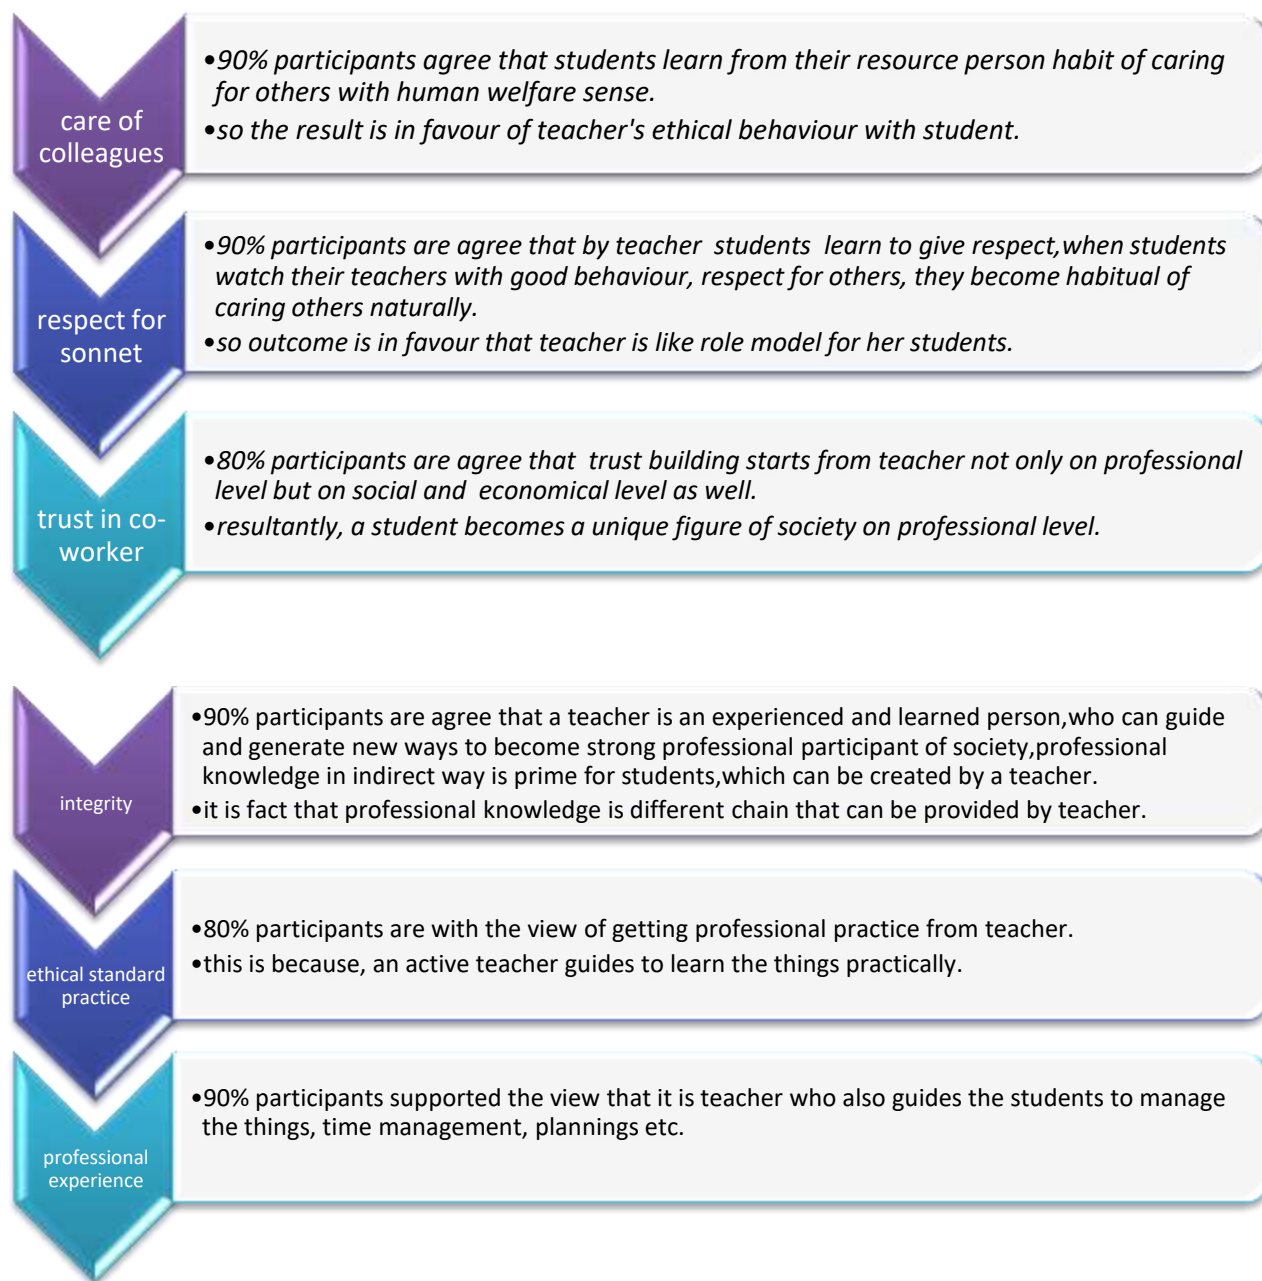 care of
colleagues
•90% participants agree that students learn from their resource person habit of caring
for others with human welfare sense.
•so the result is in favour of teacher's ethical behaviour with student.
respect for
sonnet
•90% participants are agree that by teacher students learn to give respect,when students
watch their teachers with good behaviour, respect for others, they become habitual of
caring others naturally.
•so outcome is in favour that teacher is like role model for her students.
trust in co-
worker
•80% participants are agree that trust building starts from teacher not only on professional
level but on social and economical level as well.
•resultantly, a student becomes a unique figure of society on professional level.
integrity
•90% participants are agree that a teacher is an experienced and learned person,who can guide
and generate new ways to become strong professional participant of society,professional
knowledge in indirect way is prime for students,which can be created by a teacher.
•it is fact that professional knowledge is different chain that can be provided by teacher.
ethical standard
practice
•80% participants are with the view of getting professional practice from teacher.
•this is because, an active teacher guides to learn the things practically.
professional
experience
•90% participants supported the view that it is teacher who also guides the students to manage
the things, time management, plannings etc.